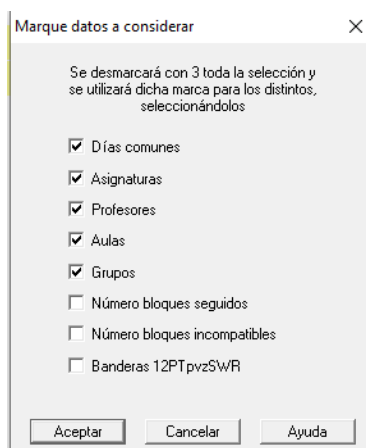 Marque datos a considerar
Se desmarcará con 3 toda la selección y
se utilizará dicha marca para los distintos,
seleccionándolos
Días comunes
Asignaturas
Profesores
Aulas
Grupos
Número bloques seguidos
Número bloques incompatibles
Banderas 12PTpvzSWR
Aceptar
Cancelar
Ayuda